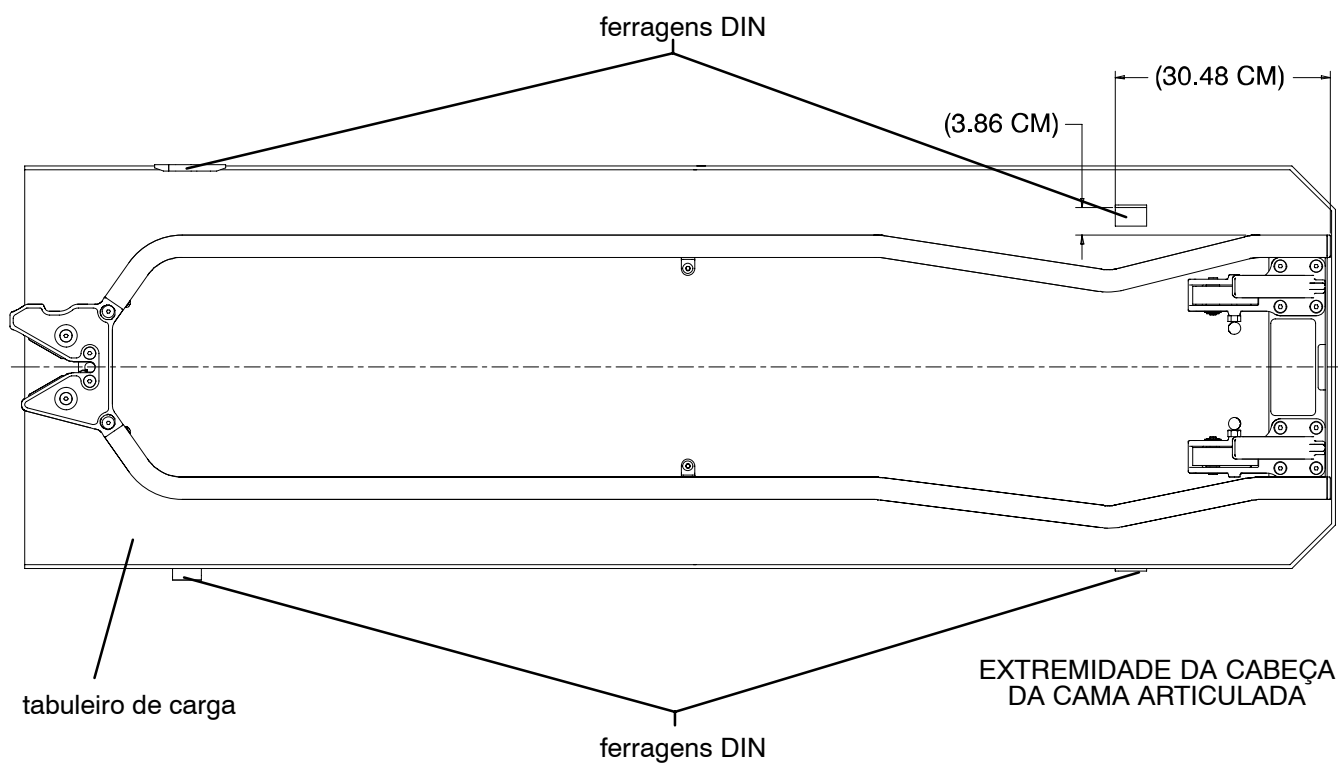 ferragens DIN
(30.48 CM)
(3.86 CM)
EXTREMIDADE DA CABEÇA
DA CAMA ARTICULADA
tabuleiro de carga
ferragens DIN